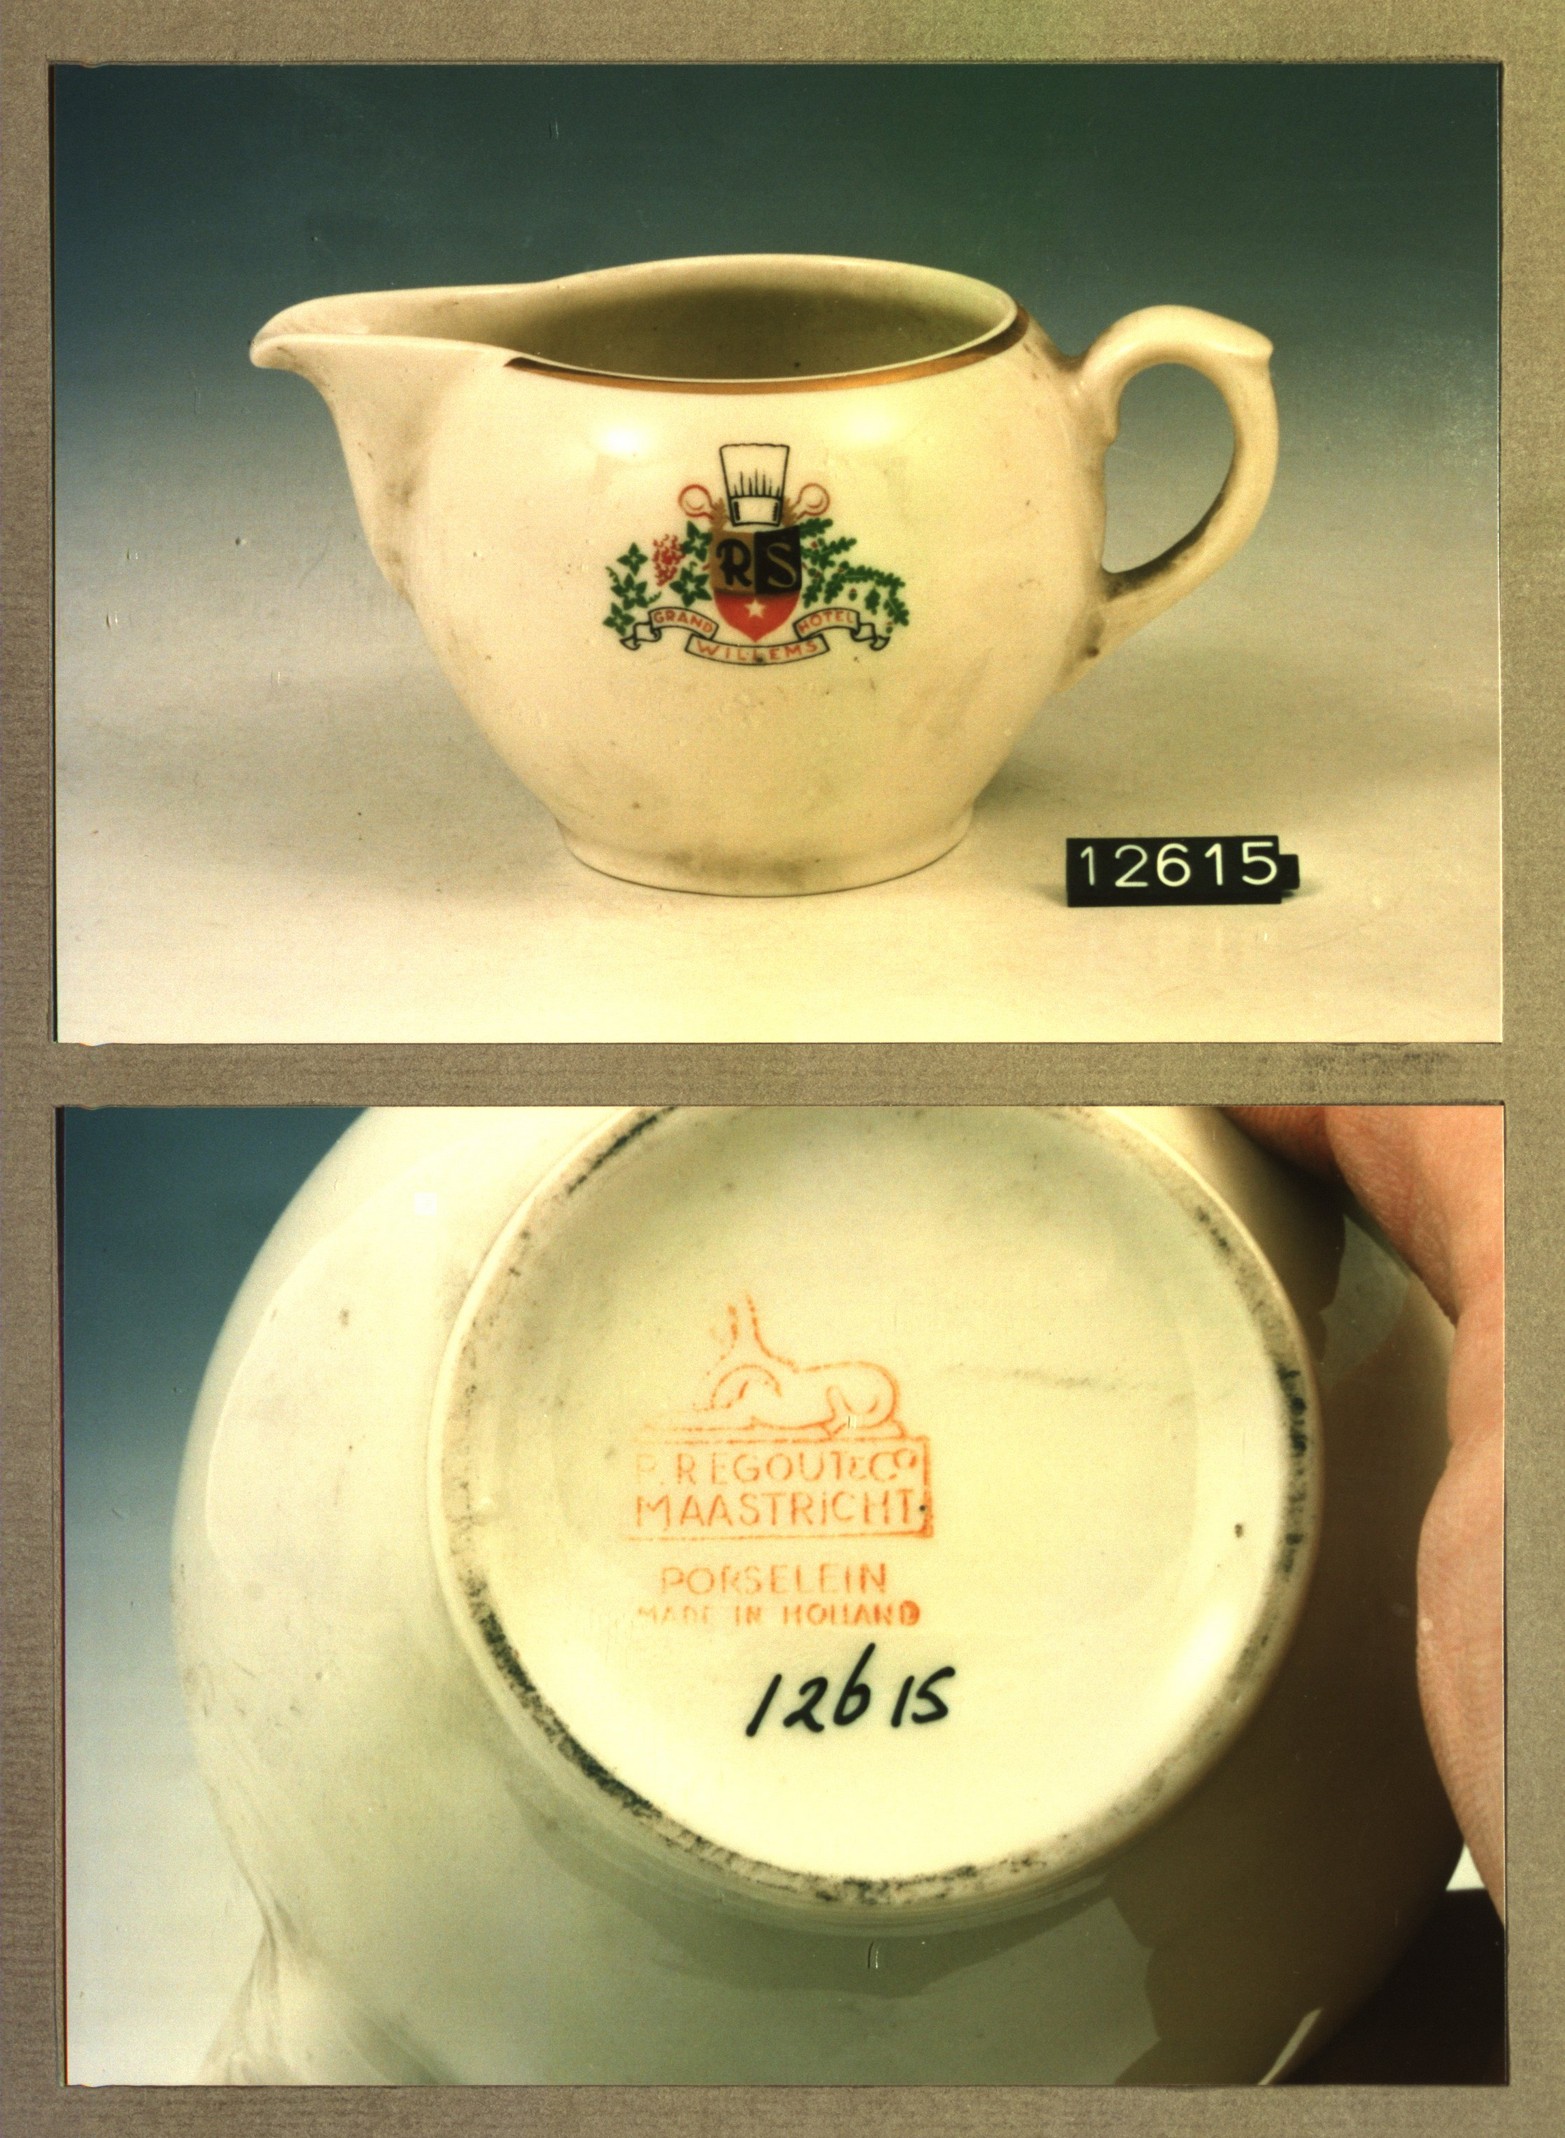 RS
GRAND HOTEL
WILLEMS
12615
P. REGOUT & Co
MAASTRICHT.
PORSELEIN
MADE IN HOLLAND
12615